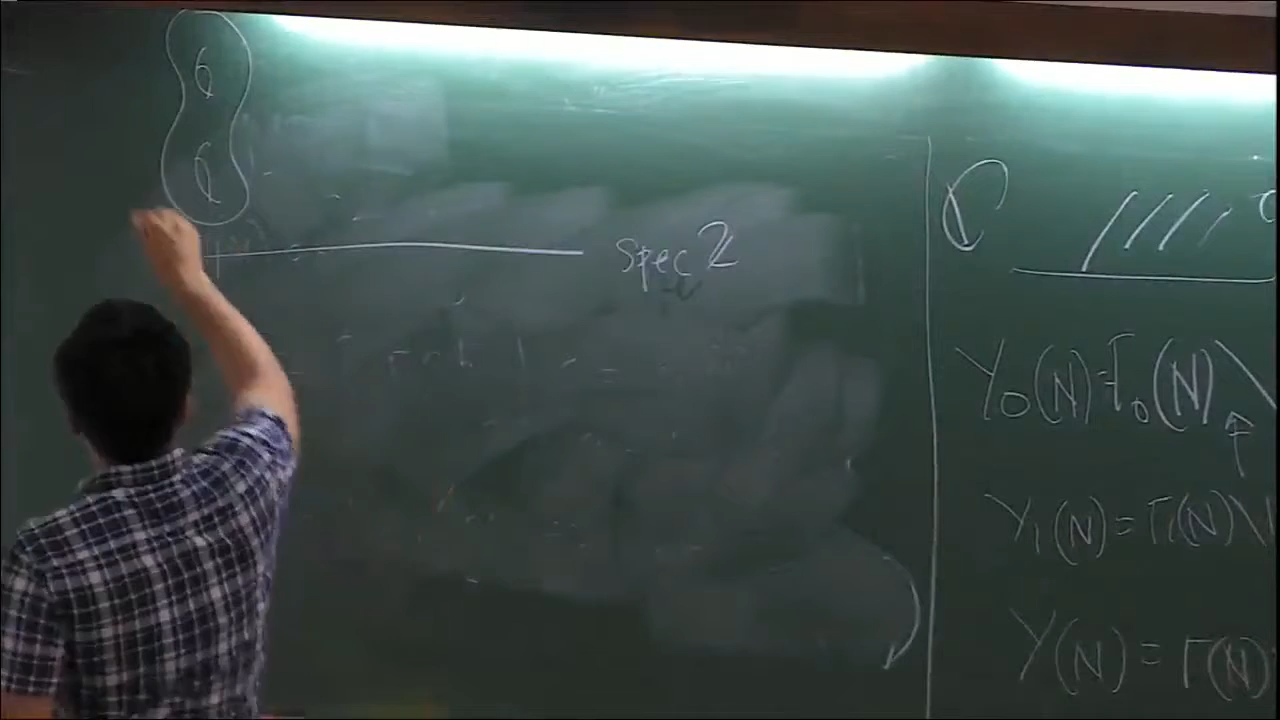 Spec Z
Y₀(N) = Γ₀(N) \
Y₁(N) = Γ₁(N) \
Y(N) = Γ(N)